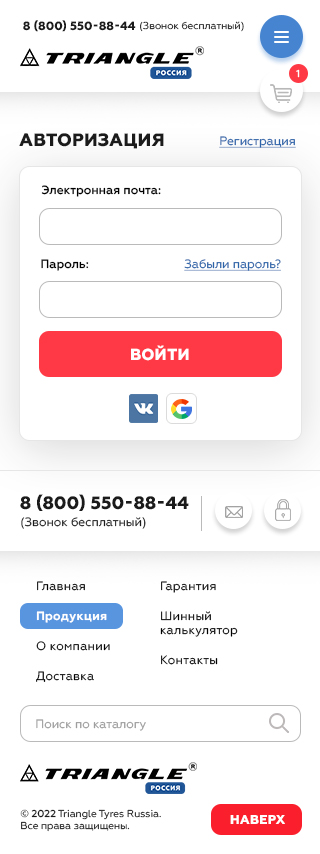 8 (800) 550-88-44 (Звонок бесплатный)
TRIANGLE®
РОССИЯ
1
АВТОРИЗАЦИЯ Регистрация
Электронная почта:
Пароль: Забыли пароль?
ВОЙТИ
8 (800) 550-88-44
(Звонок бесплатный)
Главная
Продукция
О компании
Доставка
Гарантия
Шинный
калькулятор
Контакты
Поиск по каталогу
TRIANGLE®
РОССИЯ
© 2022 Triangle Tyres Russia.
Все права защищены.
НАВЕРХ